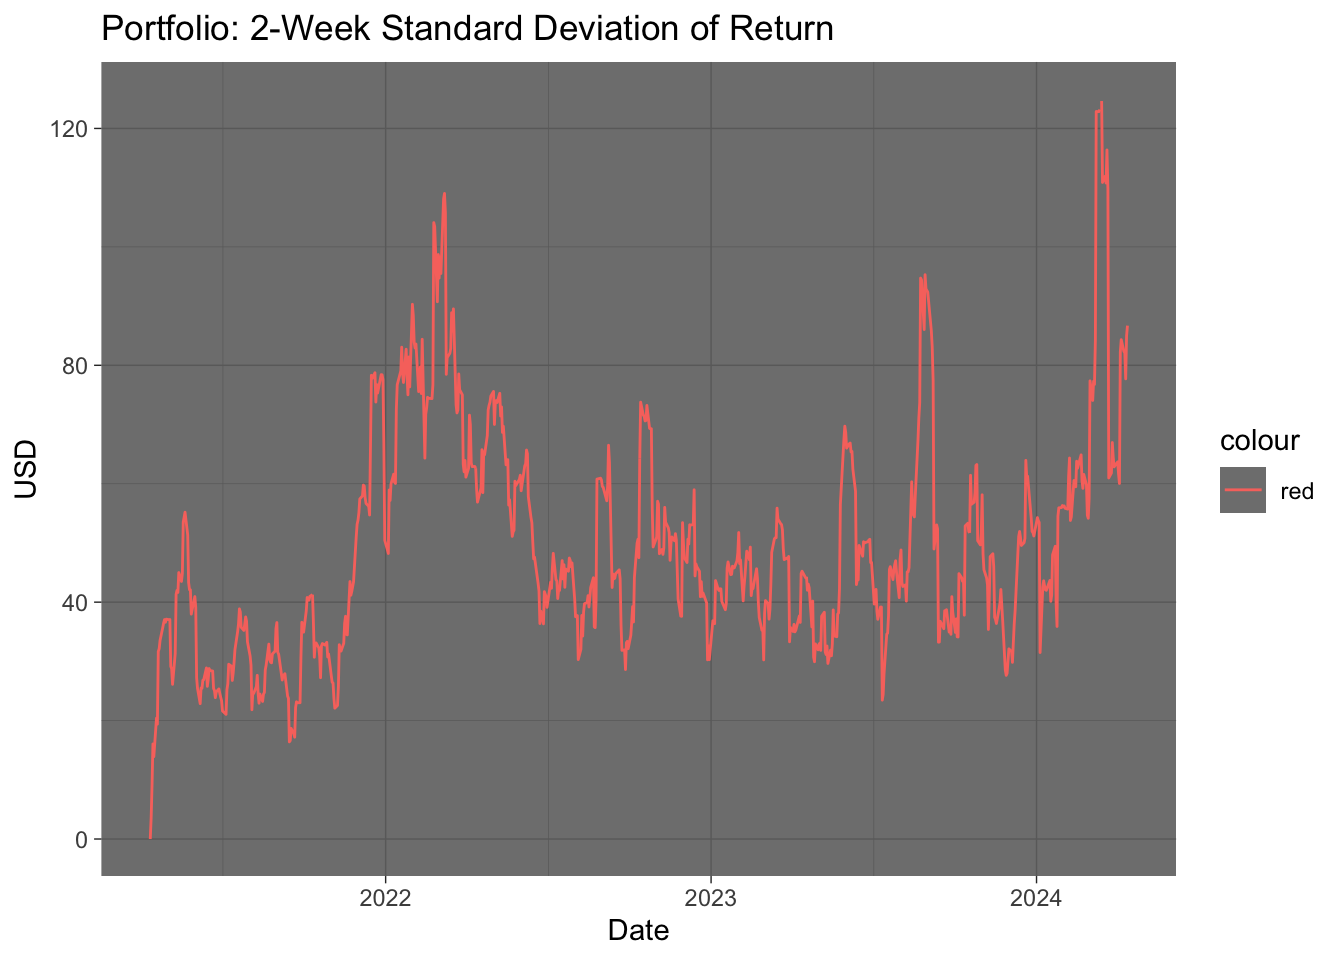 Portfolio: 2-Week Standard Deviation of Return
120
80
40
0
USD
2022
2023
2024
Date
colour
red